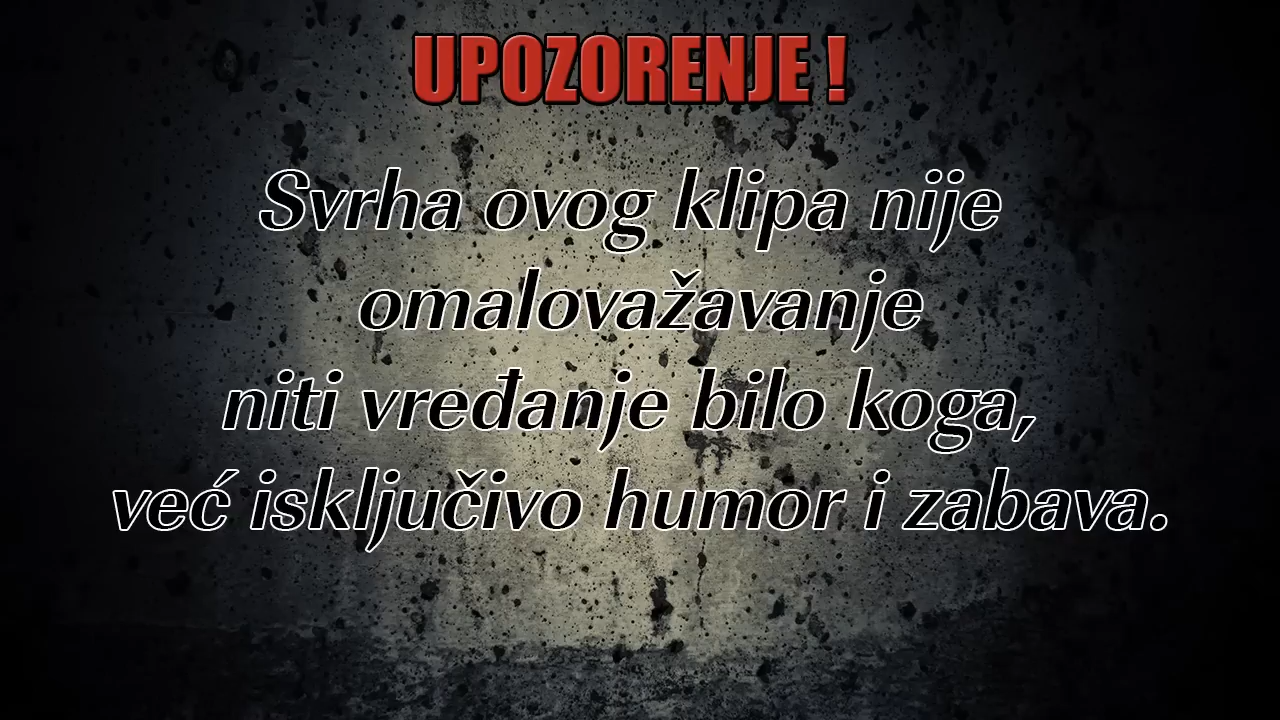 UPOZORENJE !
Svrha ovog klipa nije
omalovažavanje
niti vređanje bilo koga,
već isključivo humor i zabava.